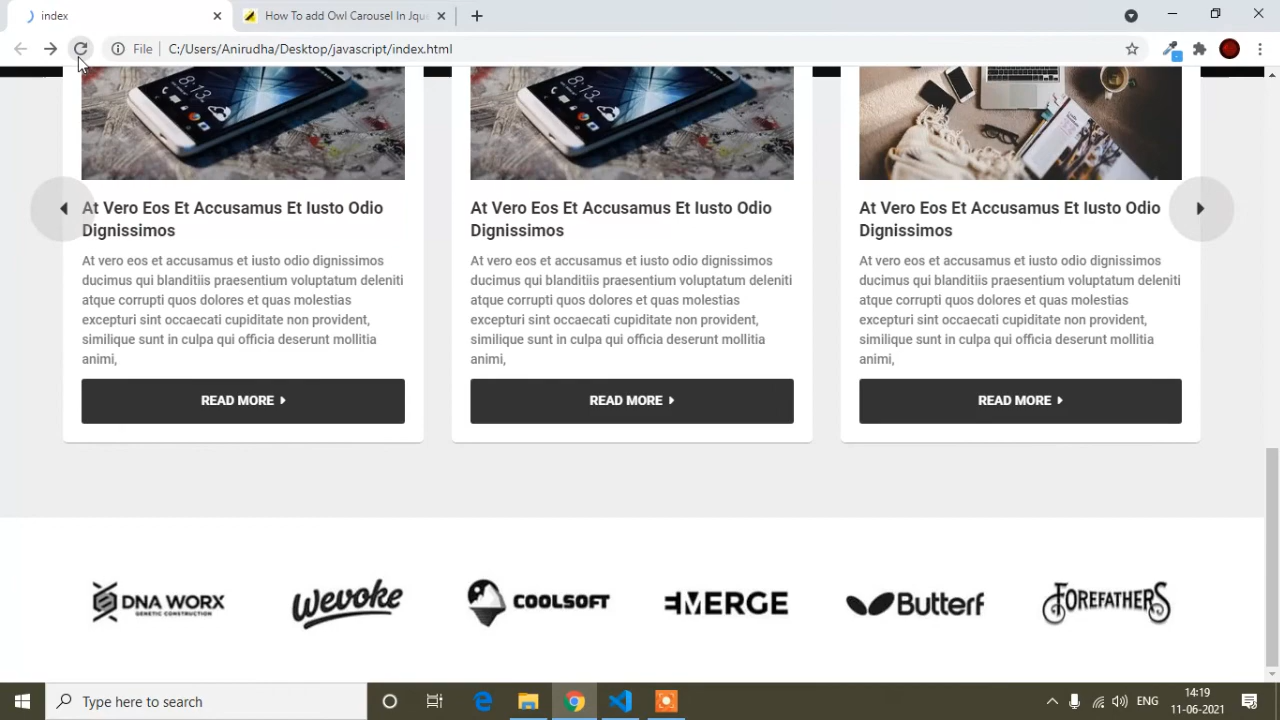 index
How To add Owl Carousel In Jqu
File
C:/Users/Anirudha/Desktop/javascript/index.html
8:13
8:13
At Vero Eos Et Accusamus Et Iusto Odio
Dignissimos
At vero eos et accusamus et iusto odio dignissimos
ducimus qui blanditiis praesentium voluptatum deleniti
atque corrupti quos dolores et quas molestias
excepturi sint occaecati cupiditate non provident,
similique sunt in culpa qui officia deserunt mollitia
animi,
READ MORE
At Vero Eos Et Accusamus Et Iusto Odio
Dignissimos
At vero eos et accusamus et iusto odio dignissimos
ducimus qui blanditiis praesentium voluptatum deleniti
atque corrupti quos dolores et quas molestias
excepturi sint occaecati cupiditate non provident,
similique sunt in culpa qui officia deserunt mollitia
animi,
READ MORE
At Vero Eos Et Accusamus Et Iusto Odio
Dignissimos
At vero eos et accusamus et iusto odio dignissimos
ducimus qui blanditiis praesentium voluptatum deleniti
atque corrupti quos dolores et quas molestias
excepturi sint occaecati cupiditate non provident,
similique sunt in culpa qui officia deserunt mollitia
animi,
READ MORE
DNA WORX
GENETIC CONSTRUCTION
Wevoke
COOLSOFT
EMERGE
Butterf
FOREFATHERS
Type here to search
ENG
14:19
11-06-2021